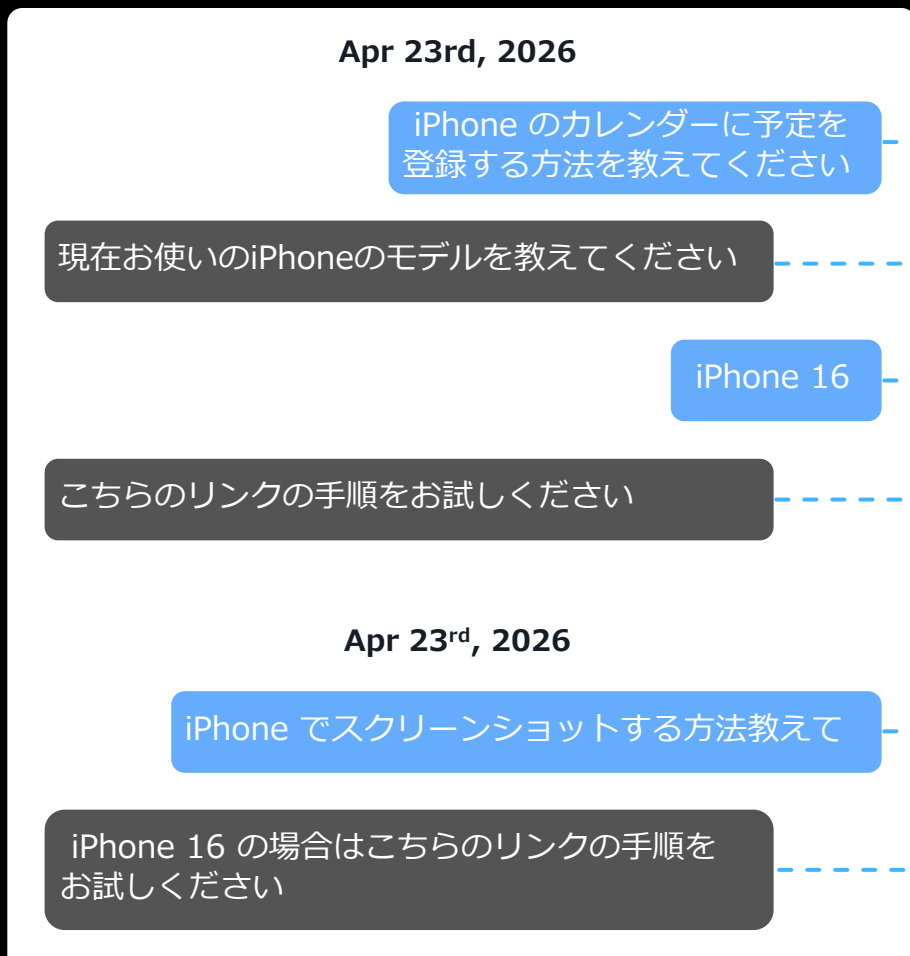 Apr 23rd, 2026
iPhone のカレンダーに予定を
登録する方法を教えてください
現在お使いのiPhoneのモデルを教えてください
iPhone 16
こちらのリンクの手順をお試しください
Apr 23rd, 2026
iPhone でスクリーンショットする方法教えて
iPhone 16 の場合はこちらのリンクの手順を
お試しください